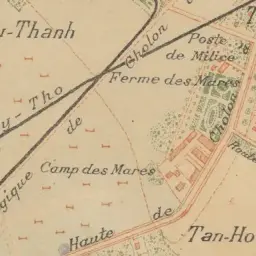 u-Thanh
Cholon
Poste
de Milice
28
Ferme des Mares
y-Tho
de
Cholon
Route
Camp des Mares
gique
Haute de
Tan-Ho